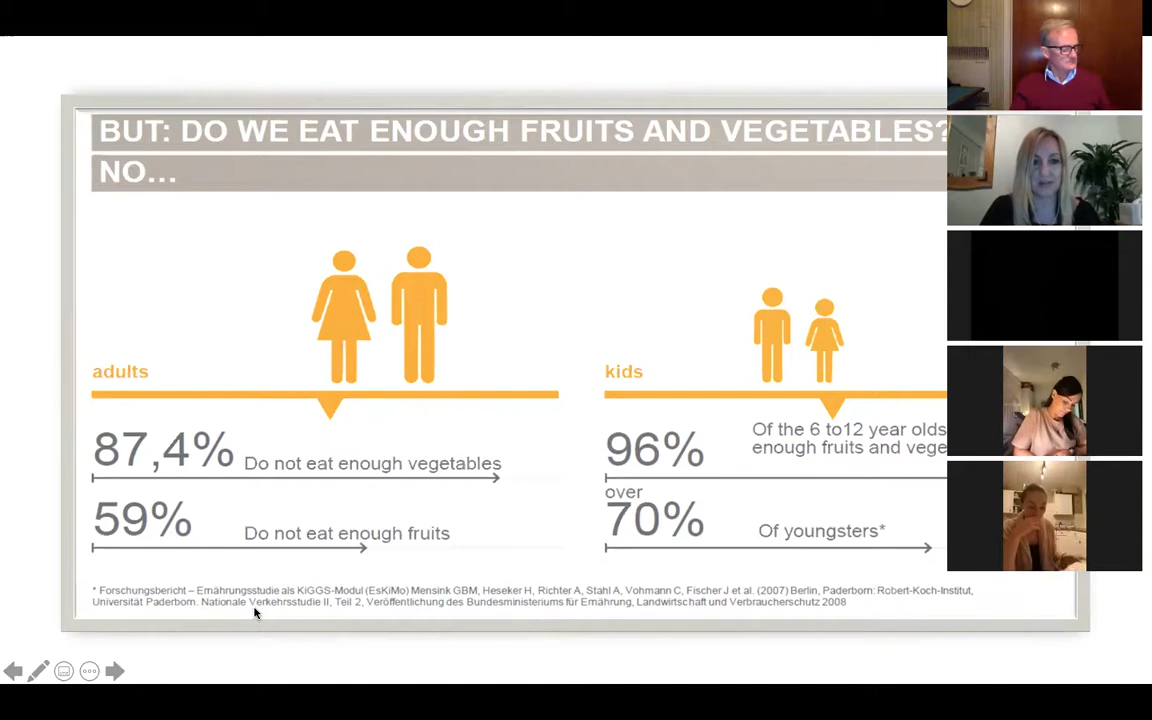 BUT: DO WE EAT ENOUGH FRUITS AND VEGETABLES?
NO...
adults
87,4% Do not eat enough vegetables
59% Do not eat enough fruits
kids
96% Of the 6 to12 year olds
enough fruits and vege
over
70% Of youngsters*
* Forschungsbericht – Ernährungsstudie als KiGGS-Modul (EsKiMo) Mensink GBM, Heseker H, Richter A, Stahl A, Vohmann C, Fischer J et al. (2007) Berlin, Paderborn: Robert-Koch-Institut,
Universität Paderborn. Nationale Verkehrsstudie II, Teil 2, Veröffentlichung des Bundesministeriums für Ernährung, Landwirtschaft und Verbraucherschutz 2008